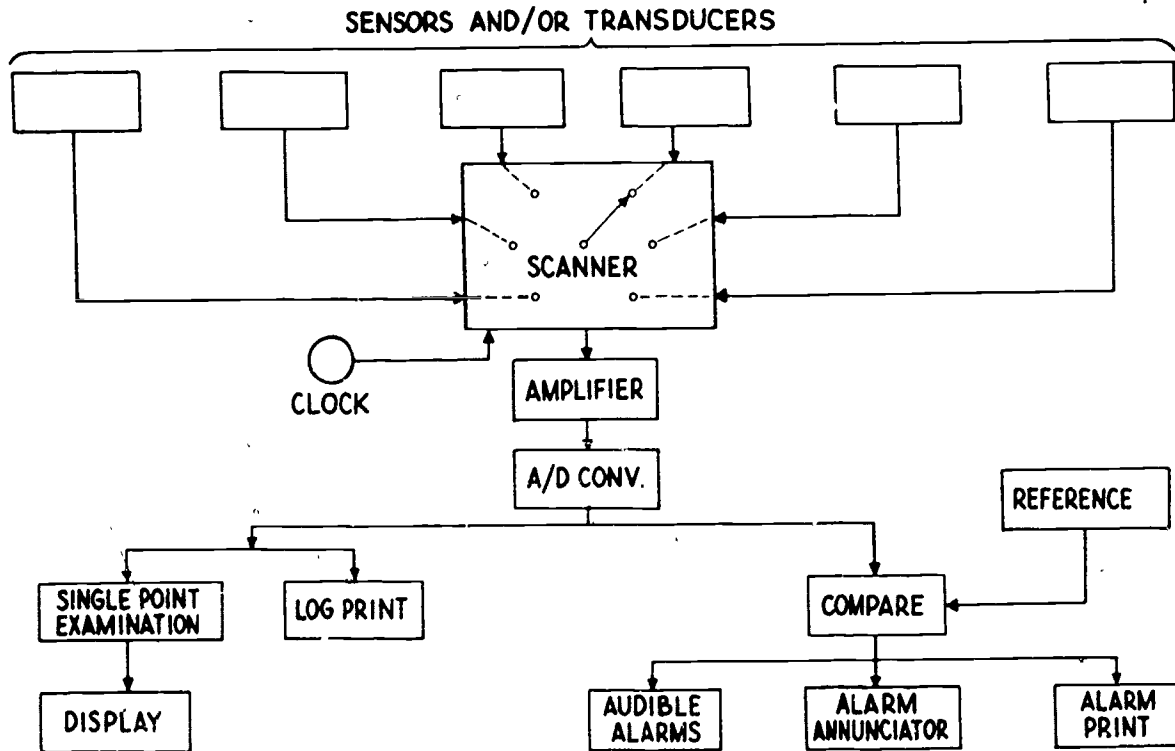 SENSORS AND/OR TRANSDUCERS
SCANNER
CLOCK
AMPLIFIER
A/D CONV.
REFERENCE
SINGLE POINT
EXAMINATION
LOG PRINT
COMPARE
DISPLAY
AUDIBLE
ALARMS
ALARM
ANNUNCIATOR
ALARM
PRINT